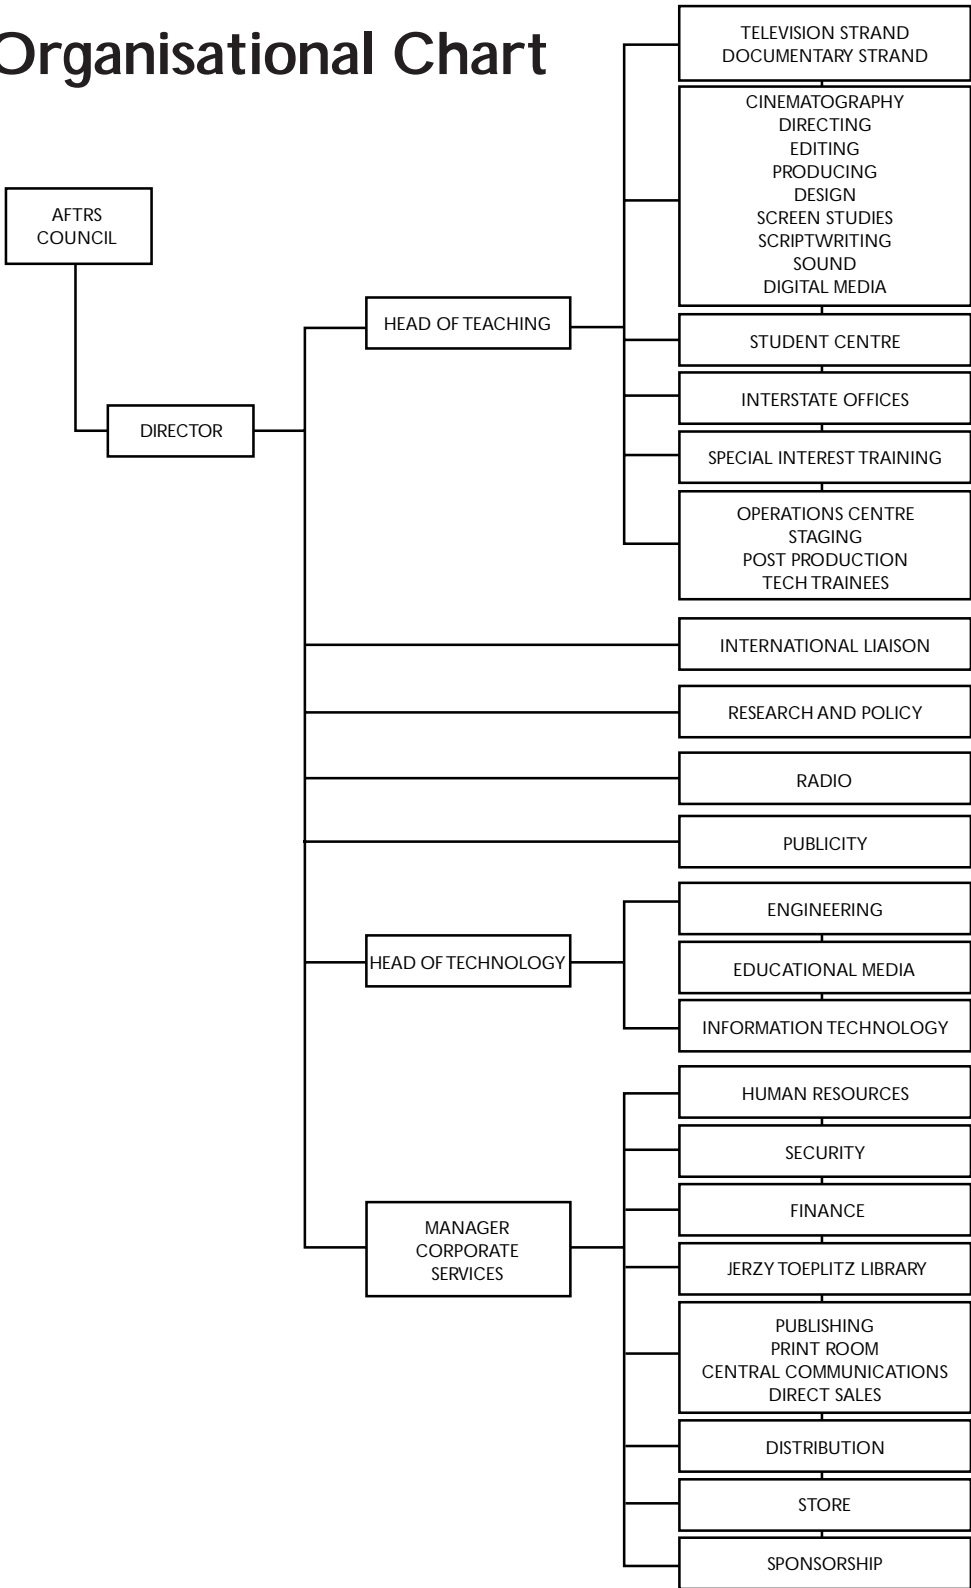 Organisational Chart
AFTRS
COUNCIL
DIRECTOR
HEAD OF TEACHING
TELEVISION STRAND
DOCUMENTARY STRAND
CINEMATOGRAPHY
DIRECTING
EDITING
PRODUCING
DESIGN
SCREEN STUDIES
SCRIPTWRITING
SOUND
DIGITAL MEDIA
STUDENT CENTRE
INTERSTATE OFFICES
SPECIAL INTEREST TRAINING
OPERATIONS CENTRE
STAGING
POST PRODUCTION
TECH TRAINEES
INTERNATIONAL LIAISON
RESEARCH AND POLICY
RADIO
PUBLICITY
HEAD OF TECHNOLOGY
ENGINEERING
EDUCATIONAL MEDIA
INFORMATION TECHNOLOGY
MANAGER
CORPORATE
SERVICES
HUMAN RESOURCES
SECURITY
FINANCE
JERZY TOEPLITZ LIBRARY
PUBLISHING
PRINT ROOM
CENTRAL COMMUNICATIONS
DIRECT SALES
DISTRIBUTION
STORE
SPONSORSHIP